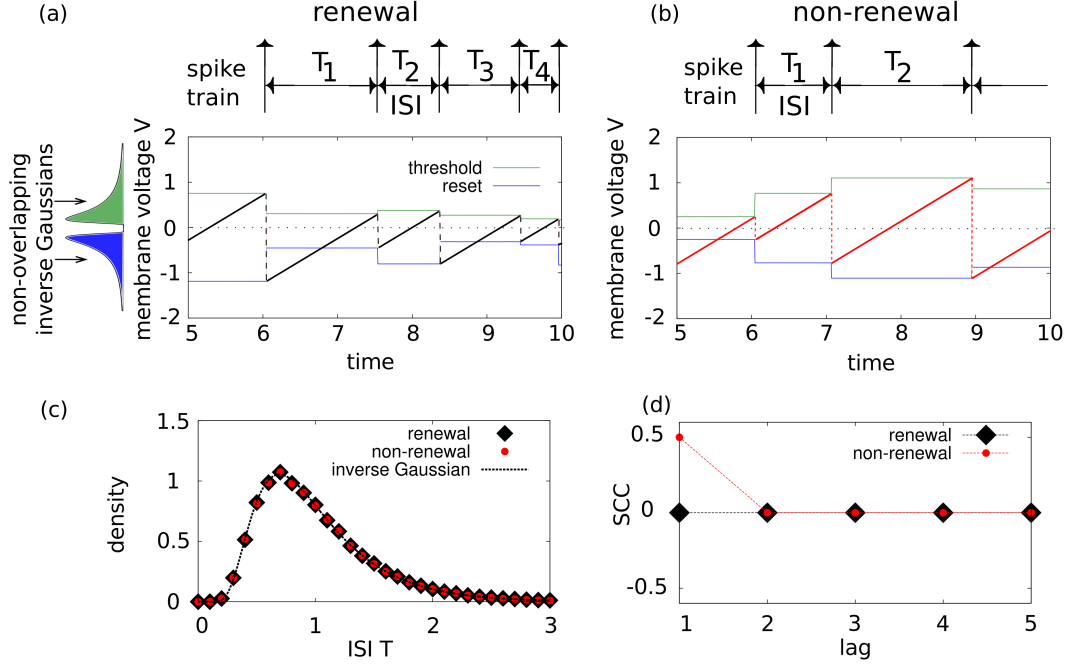 (a)
renewal
spike
train
T1
T2
T3
T4
ISI
non-overlapping
inverse Gaussians
membrane voltage V
2
1
0
-1
-2
threshold
reset
5
6
7
8
9
10
time
(b)
non-renewal
spike
train
T1
T2
ISI
membrane voltage V
2
1
0
-1
-2
5
6
7
8
9
10
time
(c)
density
1.5
1
0.5
0
renewal
non-renewal
inverse Gaussian
0
1
2
3
ISI T
(d)
SCC
0.5
0
-0.5
renewal
non-renewal
1
2
3
4
5
lag